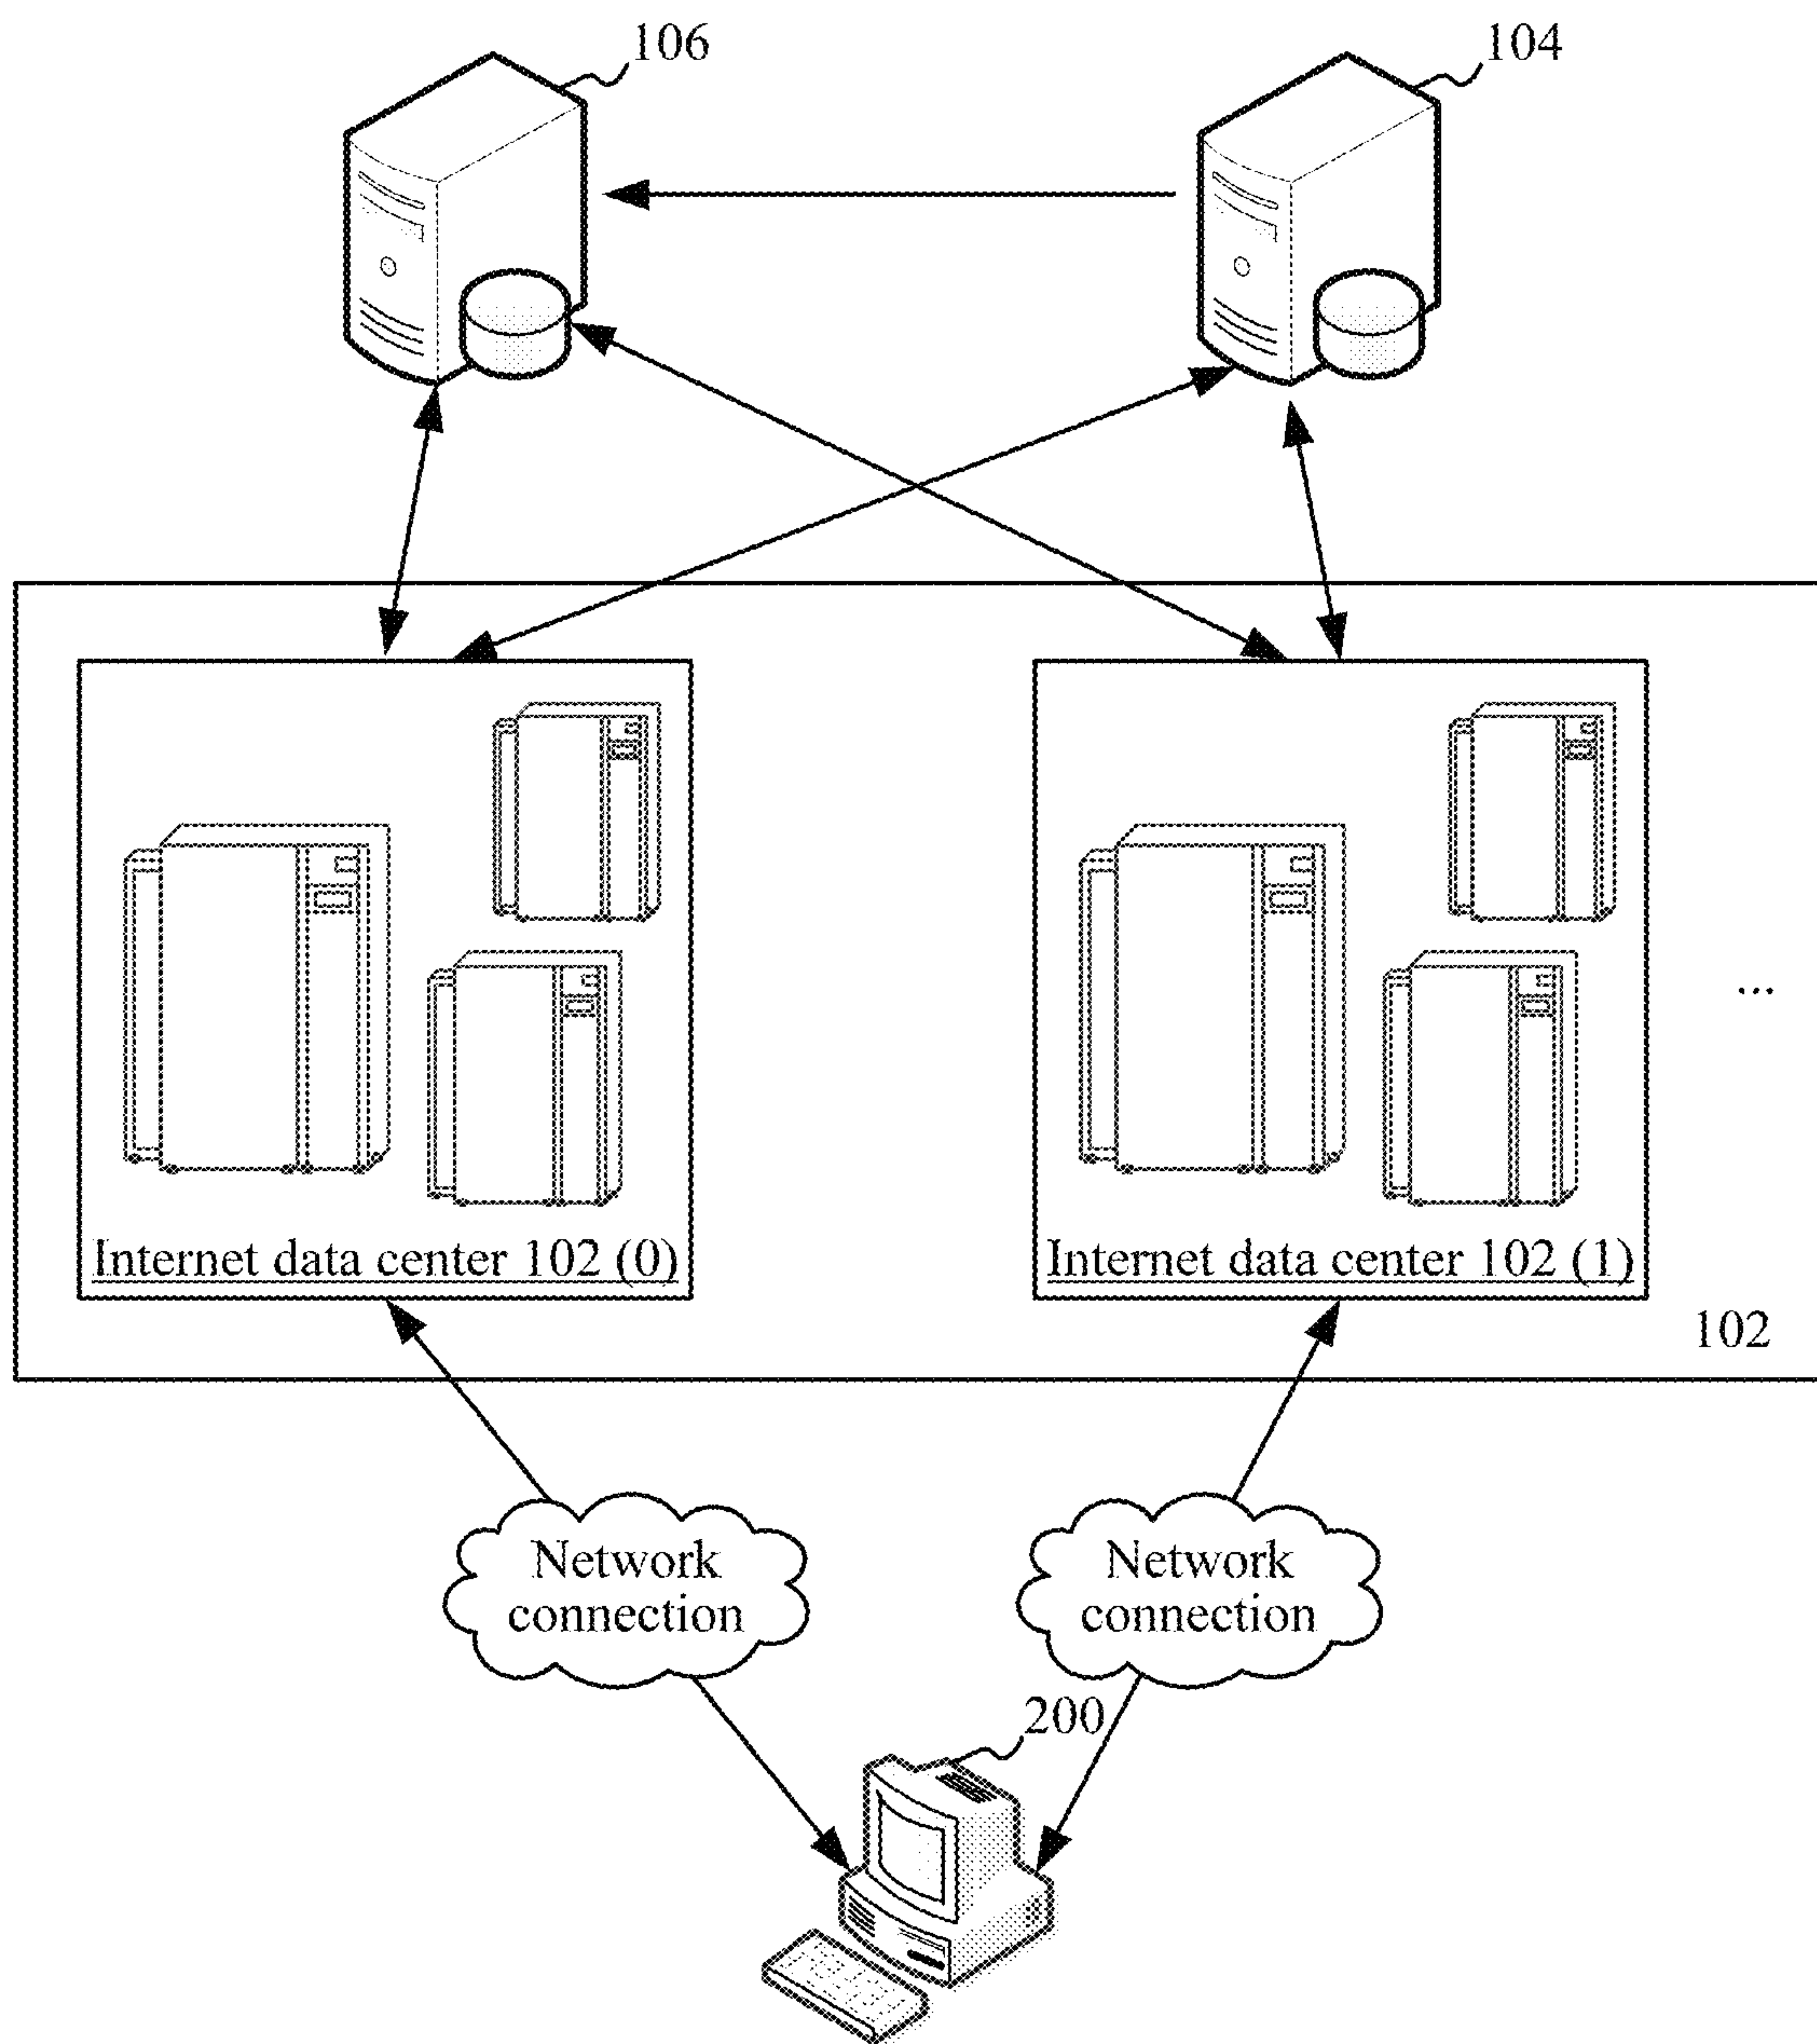 106
104
...
Internet data center 102 (0)
Internet data center 102 (1)
102
Network
connection
Network
connection
200